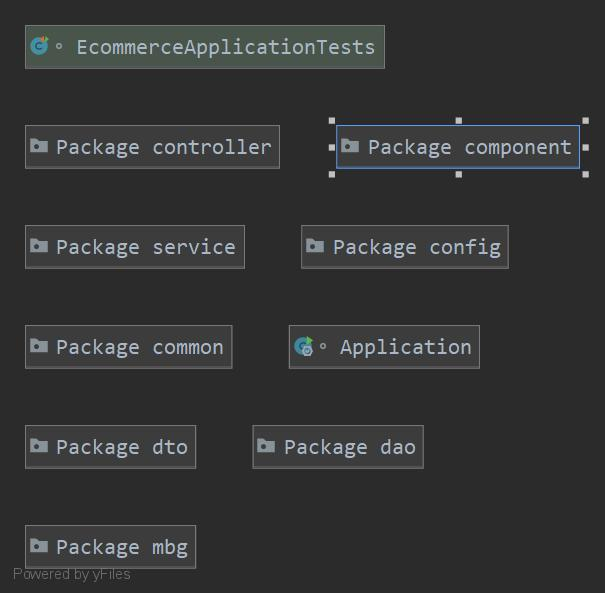 EcommerceApplicationTests
Package controller
Package component
Package service
Package config
Package common
Application
Package dto
Package dao
Package mbg
Powered by yFiles